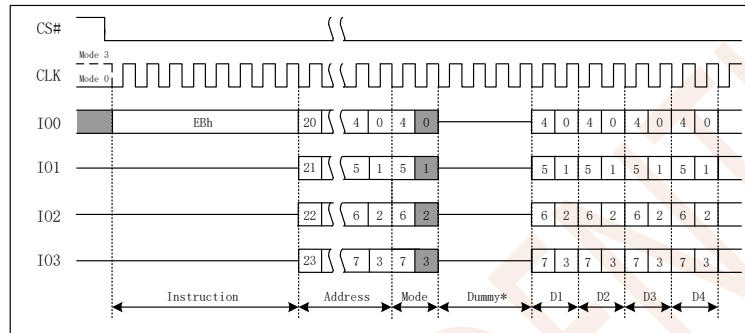 CS#
Mode 3
CLK
Mode 0
IO0 EBh 20 4 0 4 0 4 0 4 0 4 0 4 0
IO1 21 5 1 5 1 5 1 5 1 5 1 5 1
IO2 22 6 2 6 2 6 2 6 2 6 2 6 2
IO3 23 7 3 7 3 7 3 7 3 7 3 7 3
Instruction Address Mode Dummy* D1 D2 D3 D4